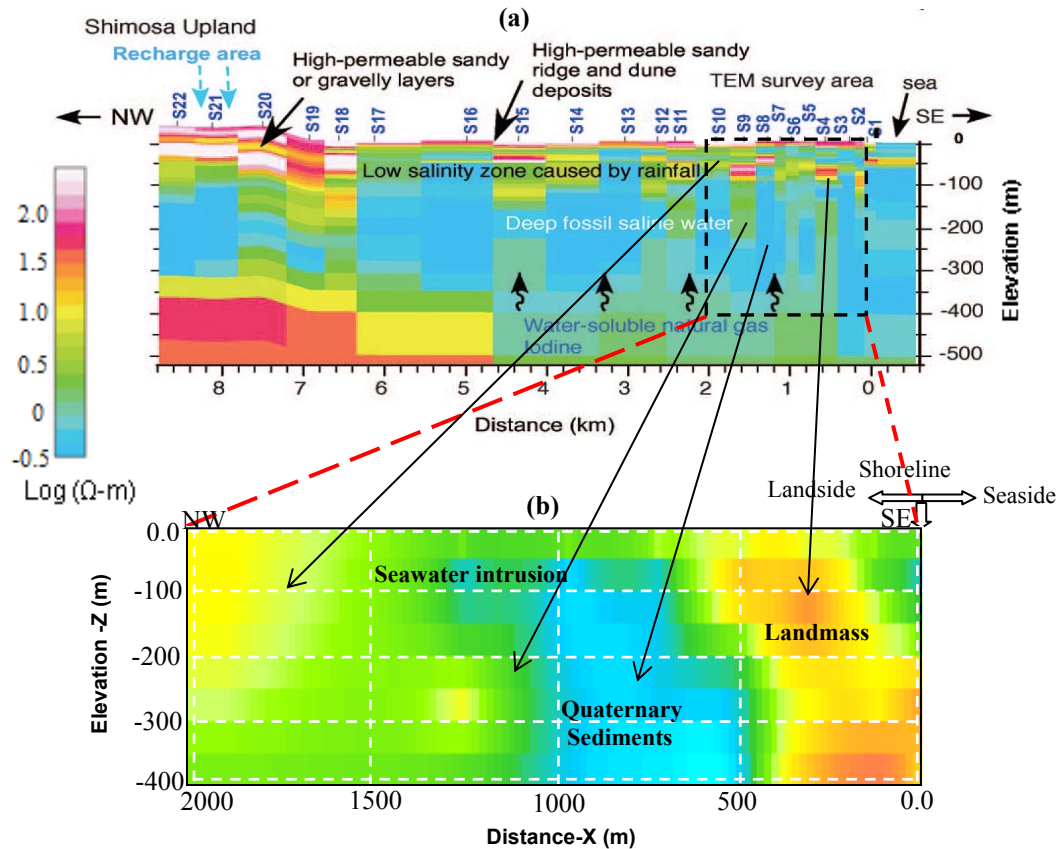 (a)
Shimosa Upland
Recharge area
High-permeable sandy
or gravelly layers
High-permeable sandy
ridge and dune
deposits
TEM survey area
sea
NW
S22
S21
S20
S19
S18
S17
S16
S15
S14
S13
S12
S11
S10
S9
S8
S7
S6
S5
S4
S3
S2
S1
SE
0
-100
-200
-300
-400
-500
Elevation (m)
Low salinity zone caused by rainfall
Deep fossil saline water
Water-soluble natural gas
Iodine
2.0
1.5
1.0
0
-0.5
Log (Ω-m)
8 7 6 5 4 3 2 1 0
Distance (km)
Shoreline
Landside
Seaside
(b)
NW
SE
0.0
-100
-200
-300
-400
Elevation -Z (m)
Seawater intrusion
Landmass
Quaternary
Sediments
2000 1500 1000 500 0.0
Distance-X (m)